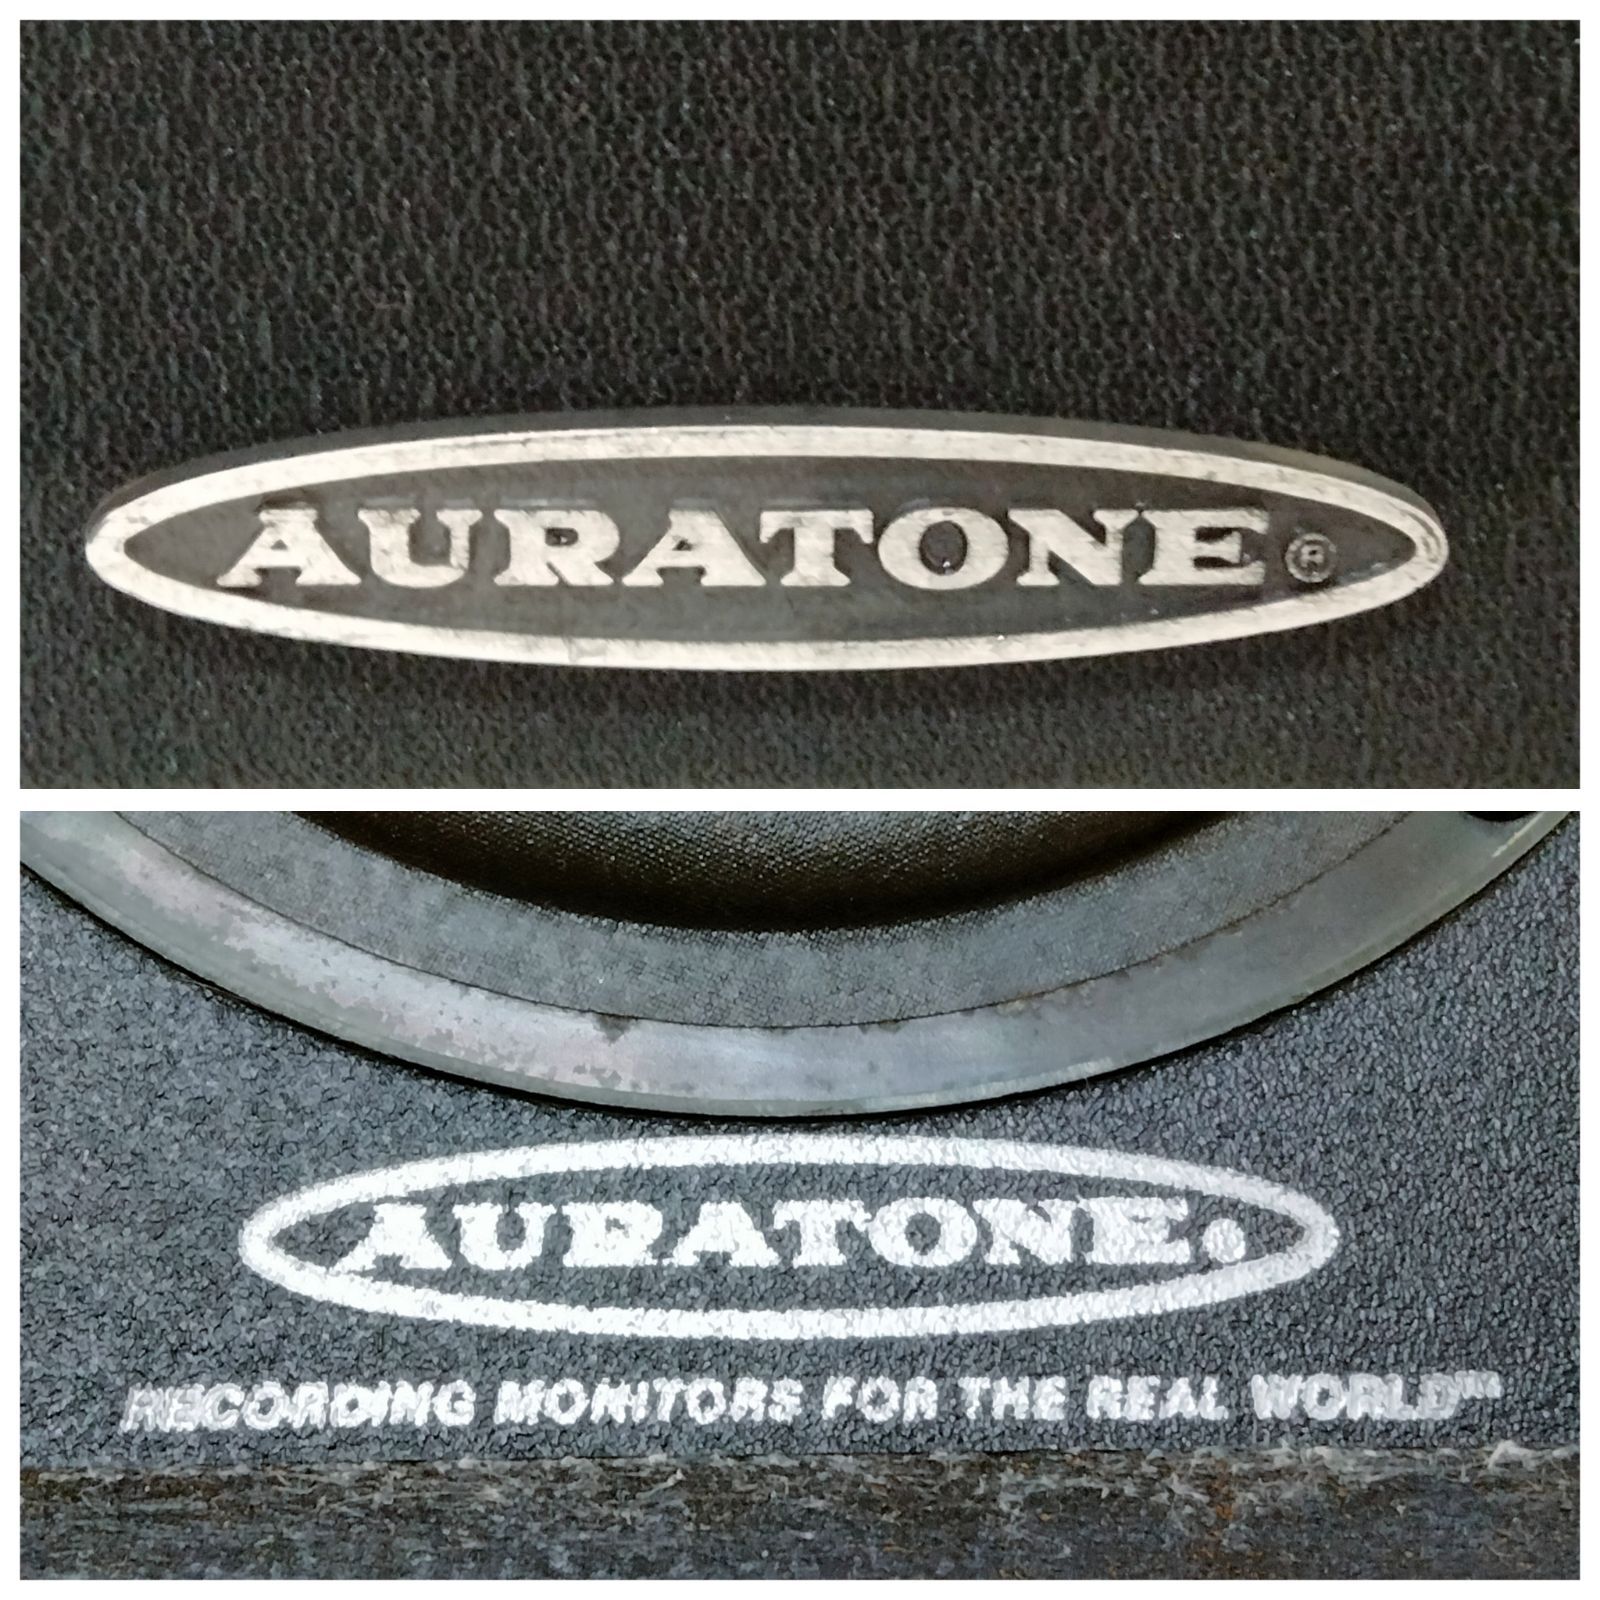 AURATONE®
AURATONE®
RECORDING MONITORS FOR THE REAL WORLD™